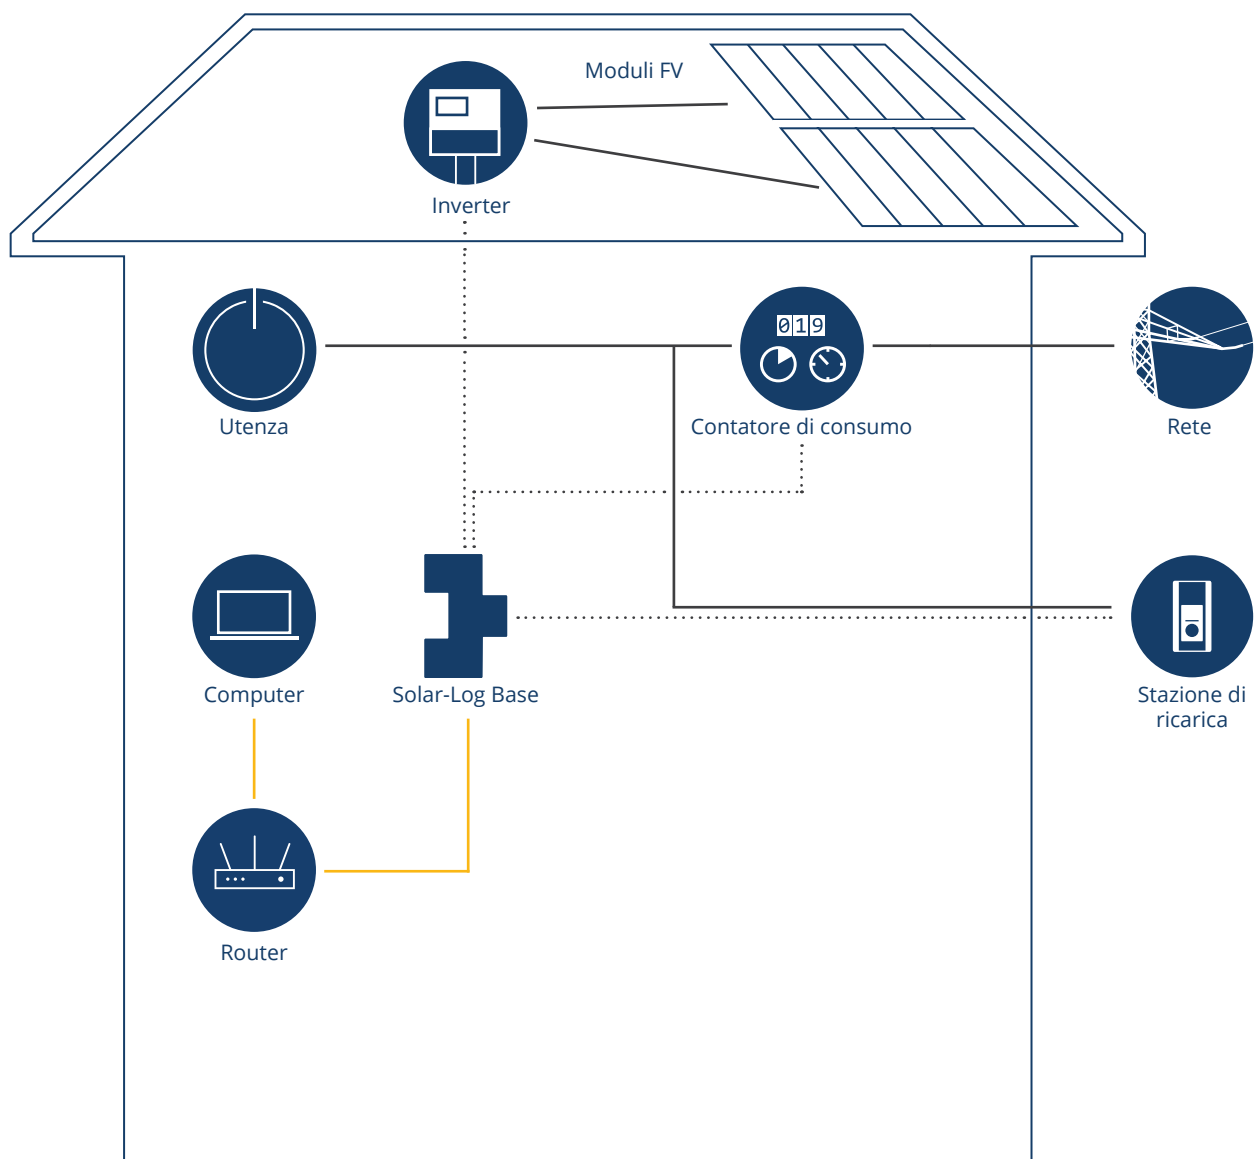 Moduli FV
Inverter
019
Utenza
Contatore di consumo
Rete
Computer
Solar-Log Base
Stazione di
ricarica
Router